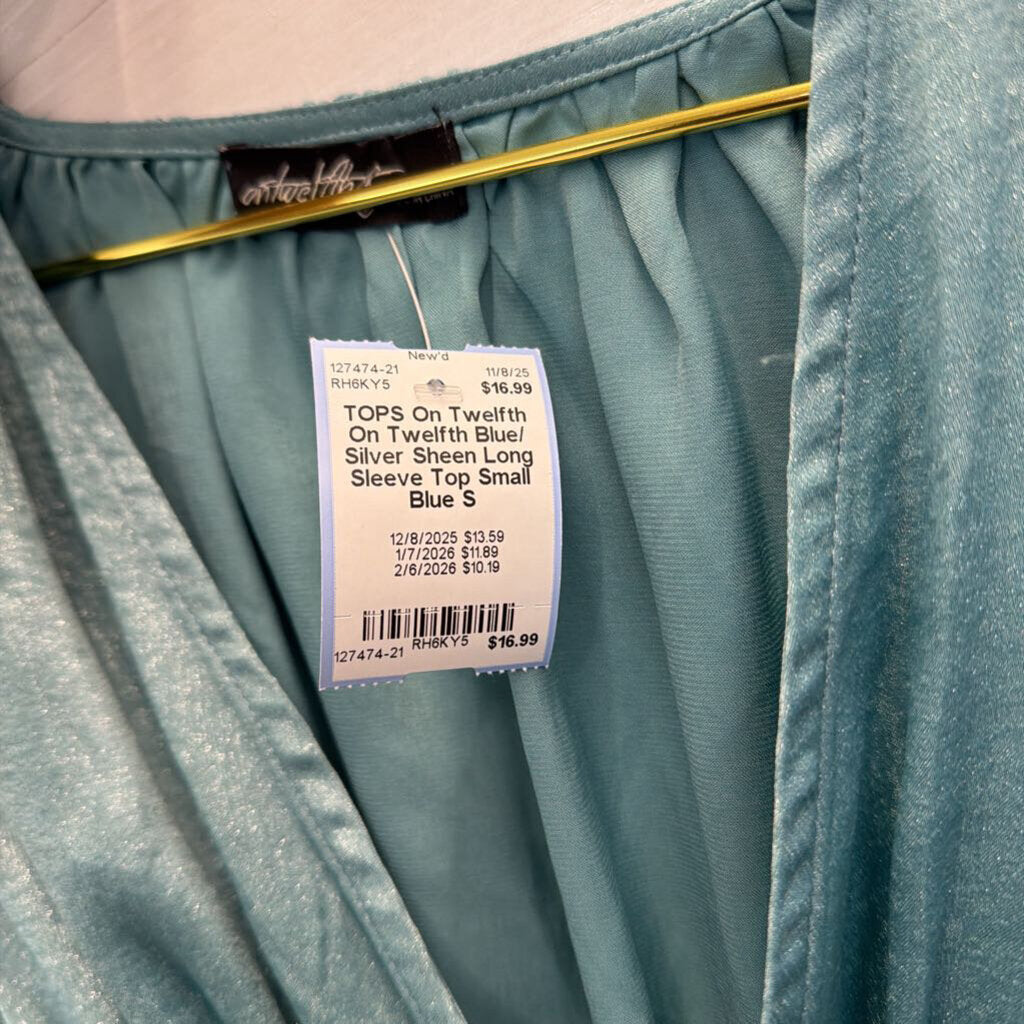 ontwelfth
New'd
127474-21 11/8/25
RH6KY5 $16.99
TOPS On Twelfth
On Twelfth Blue/
Silver Sheen Long
Sleeve Top Small
Blue S
12/8/2025 $13.59
1/7/2026 $11.89
2/6/2026 $10.19
127474-21 RH6KY5 $16.99